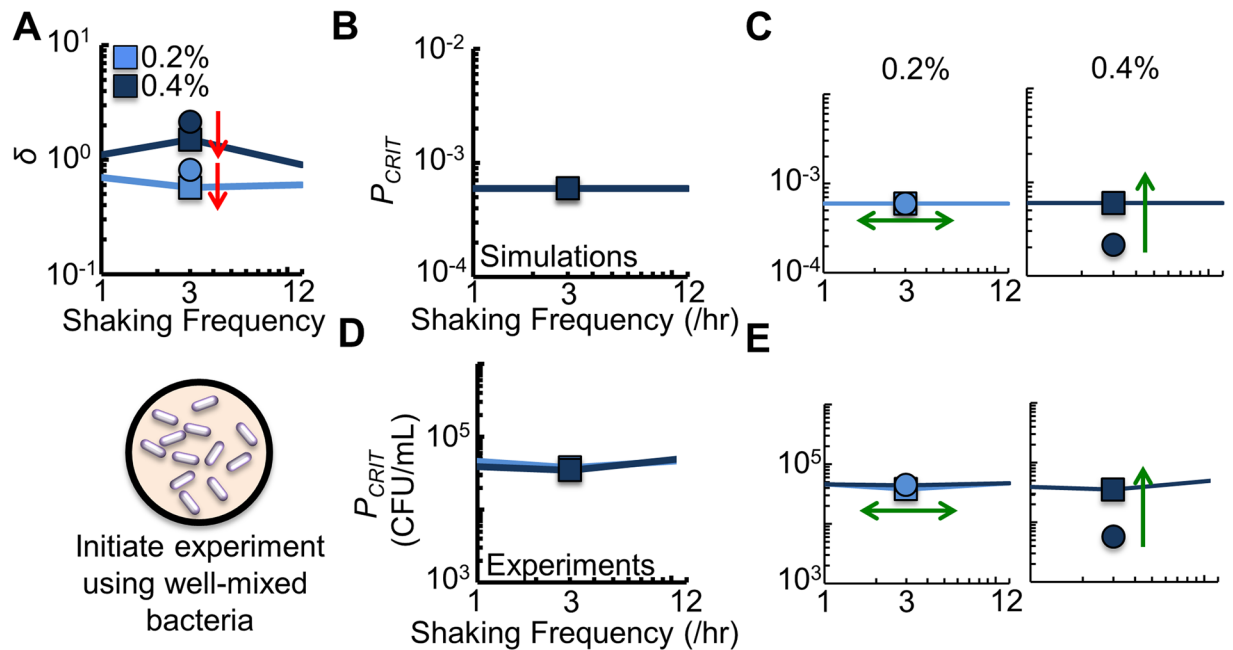 A
10¹
0.2%
0.4%
δ
10⁰
10⁻¹
1
3
12
Shaking Frequency
B
10⁻²
P_CRIT
10⁻³
10⁻⁴
Simulations
1
3
12
Shaking Frequency (/hr)
C
0.2%
0.4%
10⁻³
10⁻⁴
1
3
12
Initiate experiment
using well-mixed
bacteria
D
P_CRIT
(CFU/mL)
10⁵
10³
Experiments
1
3
12
Shaking Frequency (/hr)
E
10⁵
10³
1
3
12